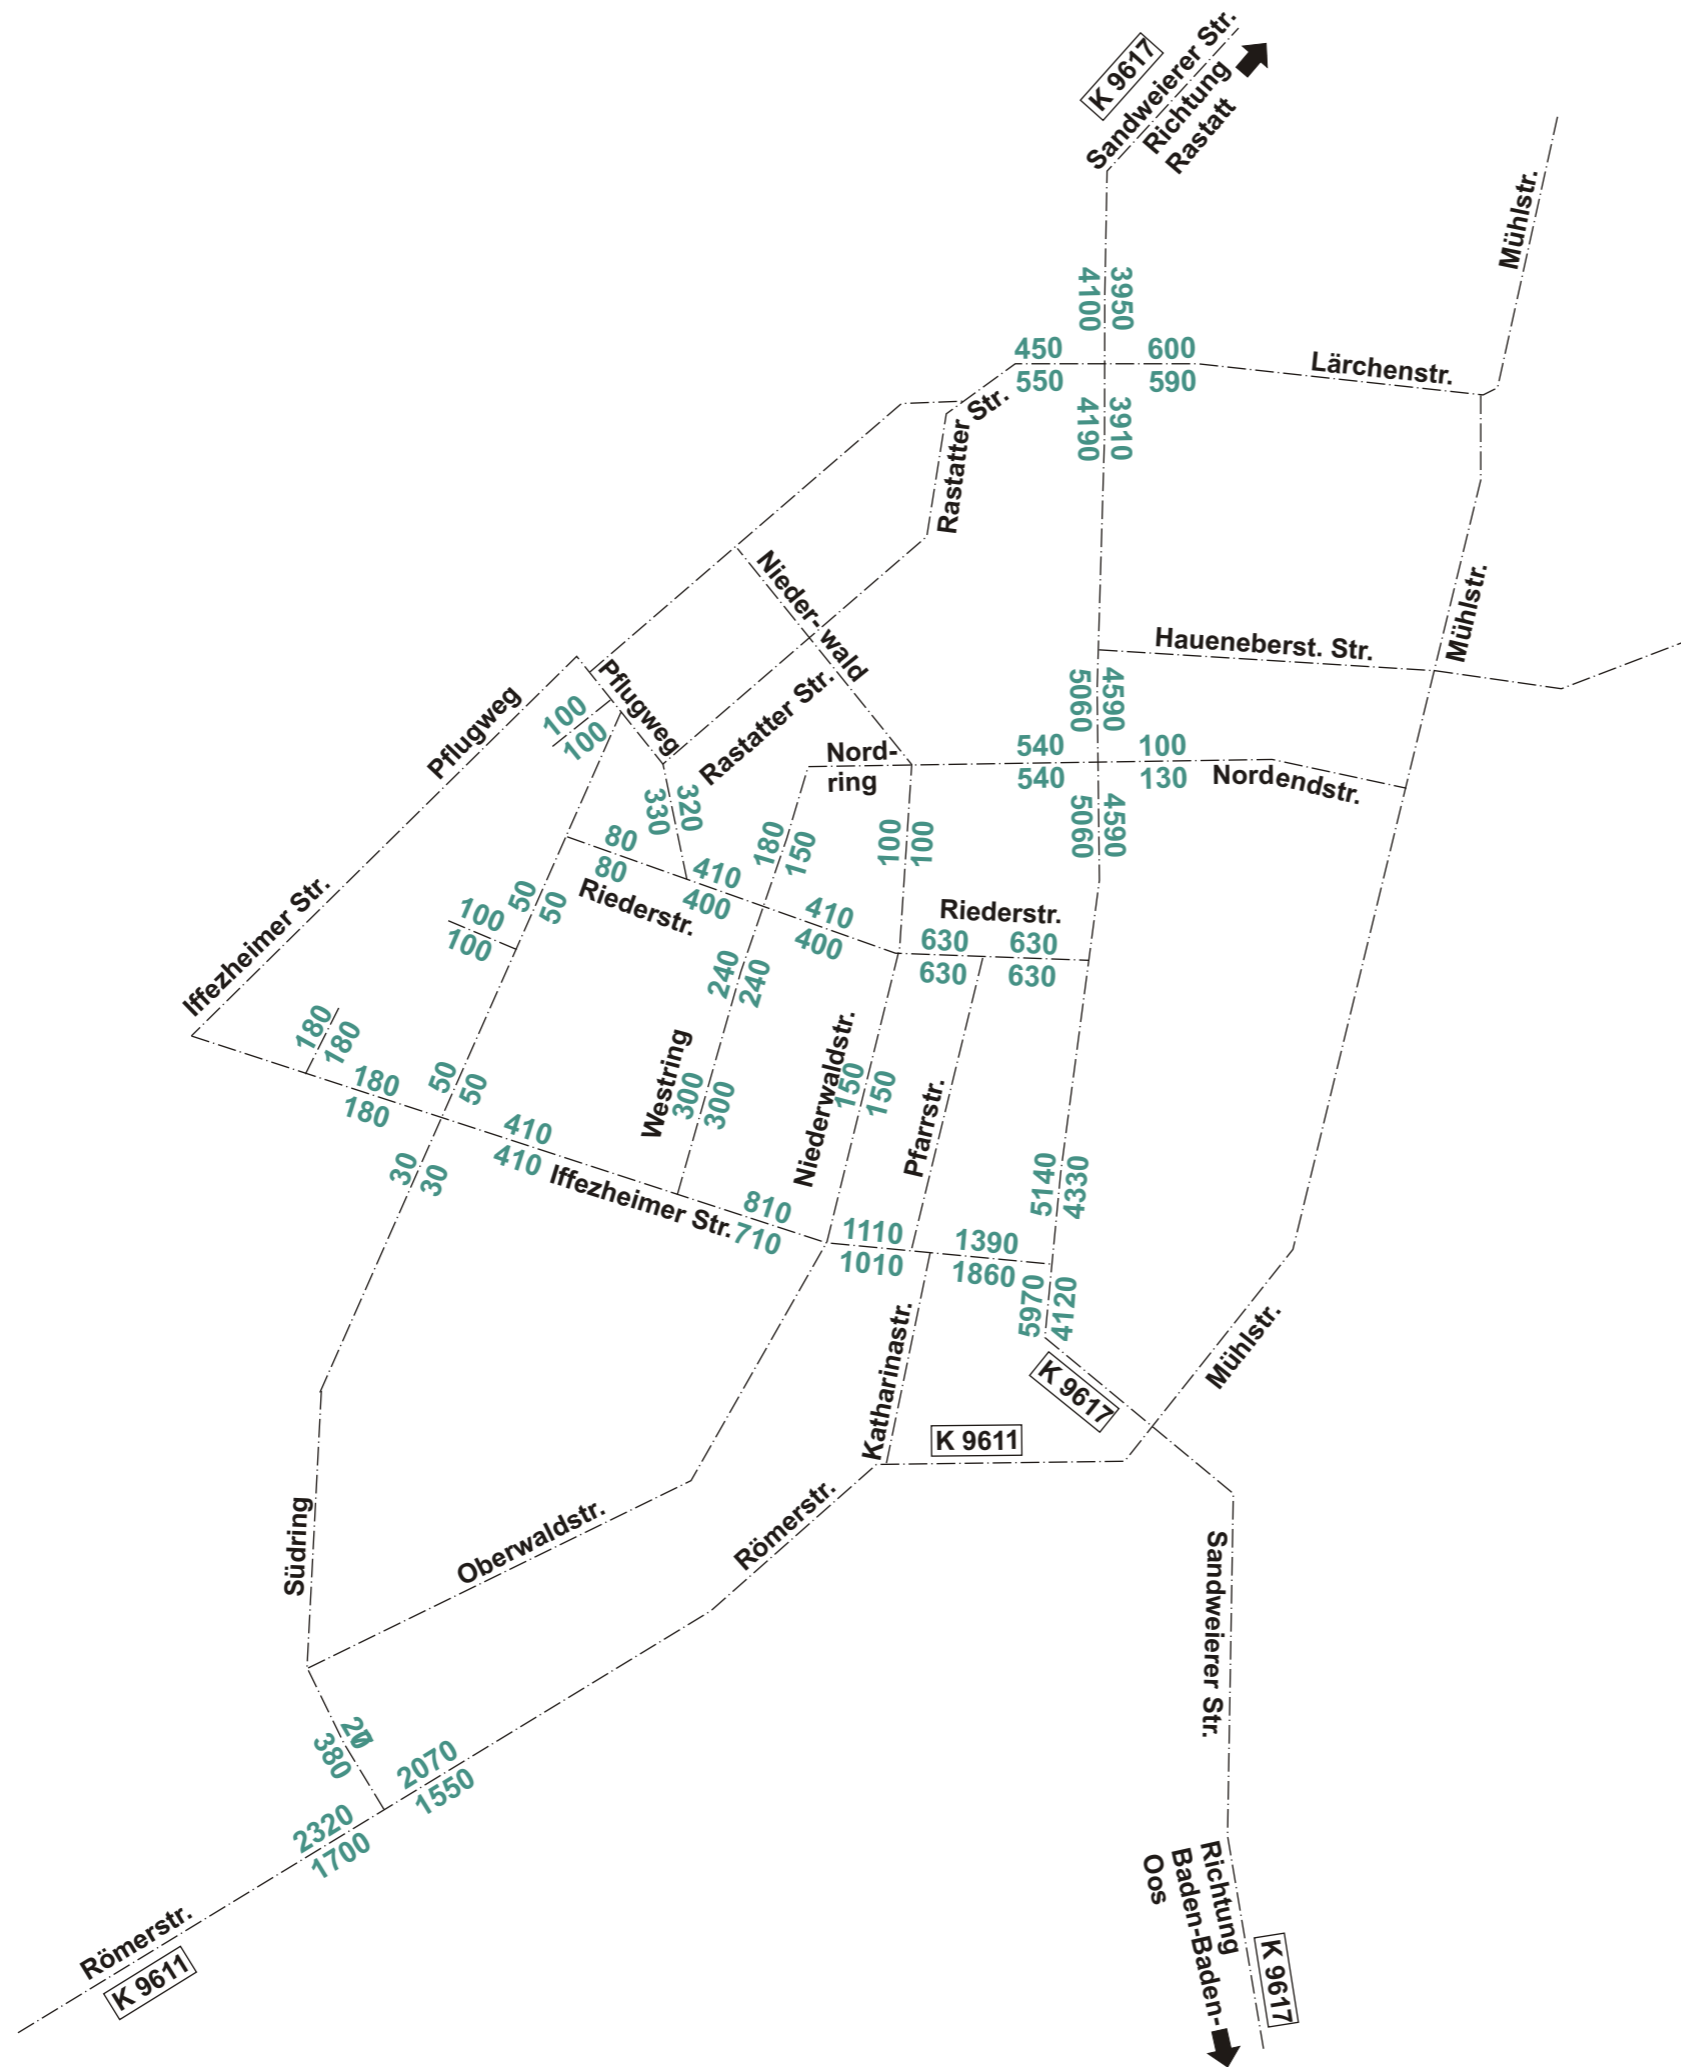 K 9617
Sandweierer Str.
Richtung
Rastatt
Mühlstr.
4100
3950
450
600
550
590
Lärchenstr.
4190
3910
Rastatter Str.
Nieder-wald
Mühlstr.
Haueneberst. Str.
Pflugweg
Pflugweg
100
100
Rastatter Str.
5060
4590
Nord-
ring
540
100
540
130
Nordendstr.
330
320
180
150
100
100
5060
4590
80
80
410
400
Riederstr.
410
400
Riederstr.
630
630
630
630
50
50
100
100
Iffezheimer Str.
240
240
180
180
180
180
50
50
Westring
300
300
Niederwaldstr.
150
150
Pfarrstr.
410
410
30
30
Iffezheimer Str.
810
710
5140
4330
1110
1010
1390
1860
5970
4120
Katharinastr.
Mühlstr.
K 9617
K 9611
Römerstr.
Südring
Oberwaldstr.
Sandweierer Str.
380
2070
1550
2320
1700
Römerstr.
K 9611
Richtung
Baden-Baden-
Oos
K 9617